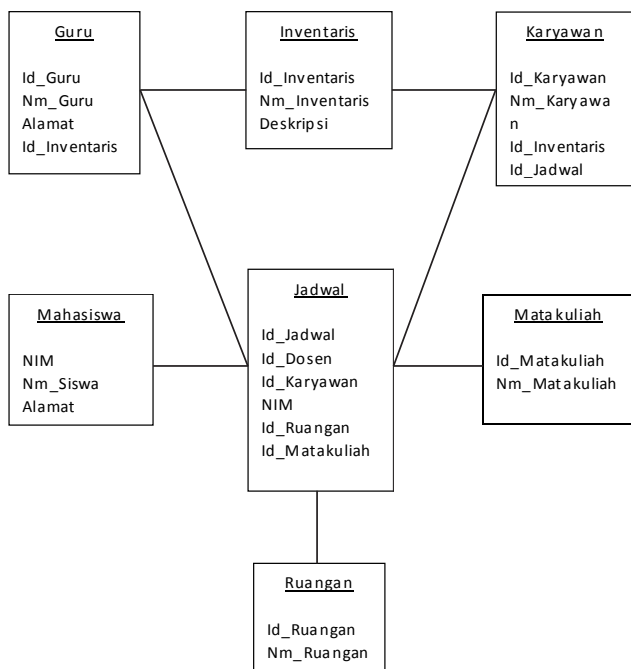 Guru
Id_Guru
Nm_Guru
Alamat
Id_Inventaris
Inventaris
Id_Inventaris
Nm_Inventaris
Deskripsi
Karyawan
Id_Karyawan
Nm_Karyawa
n
Id_Inventaris
Id_Jadwal
Mahasiswa
NIM
Nm_Siswa
Alamat
Jadwal
Id_Jadwal
Id_Dosen
Id_Karyawan
NIM
Id_Ruangan
Id_Matakuliah
Matakuliah
Id_Matakuliah
Nm_Matakuliah
Ruangan
Id_Ruangan
Nm_Ruangan